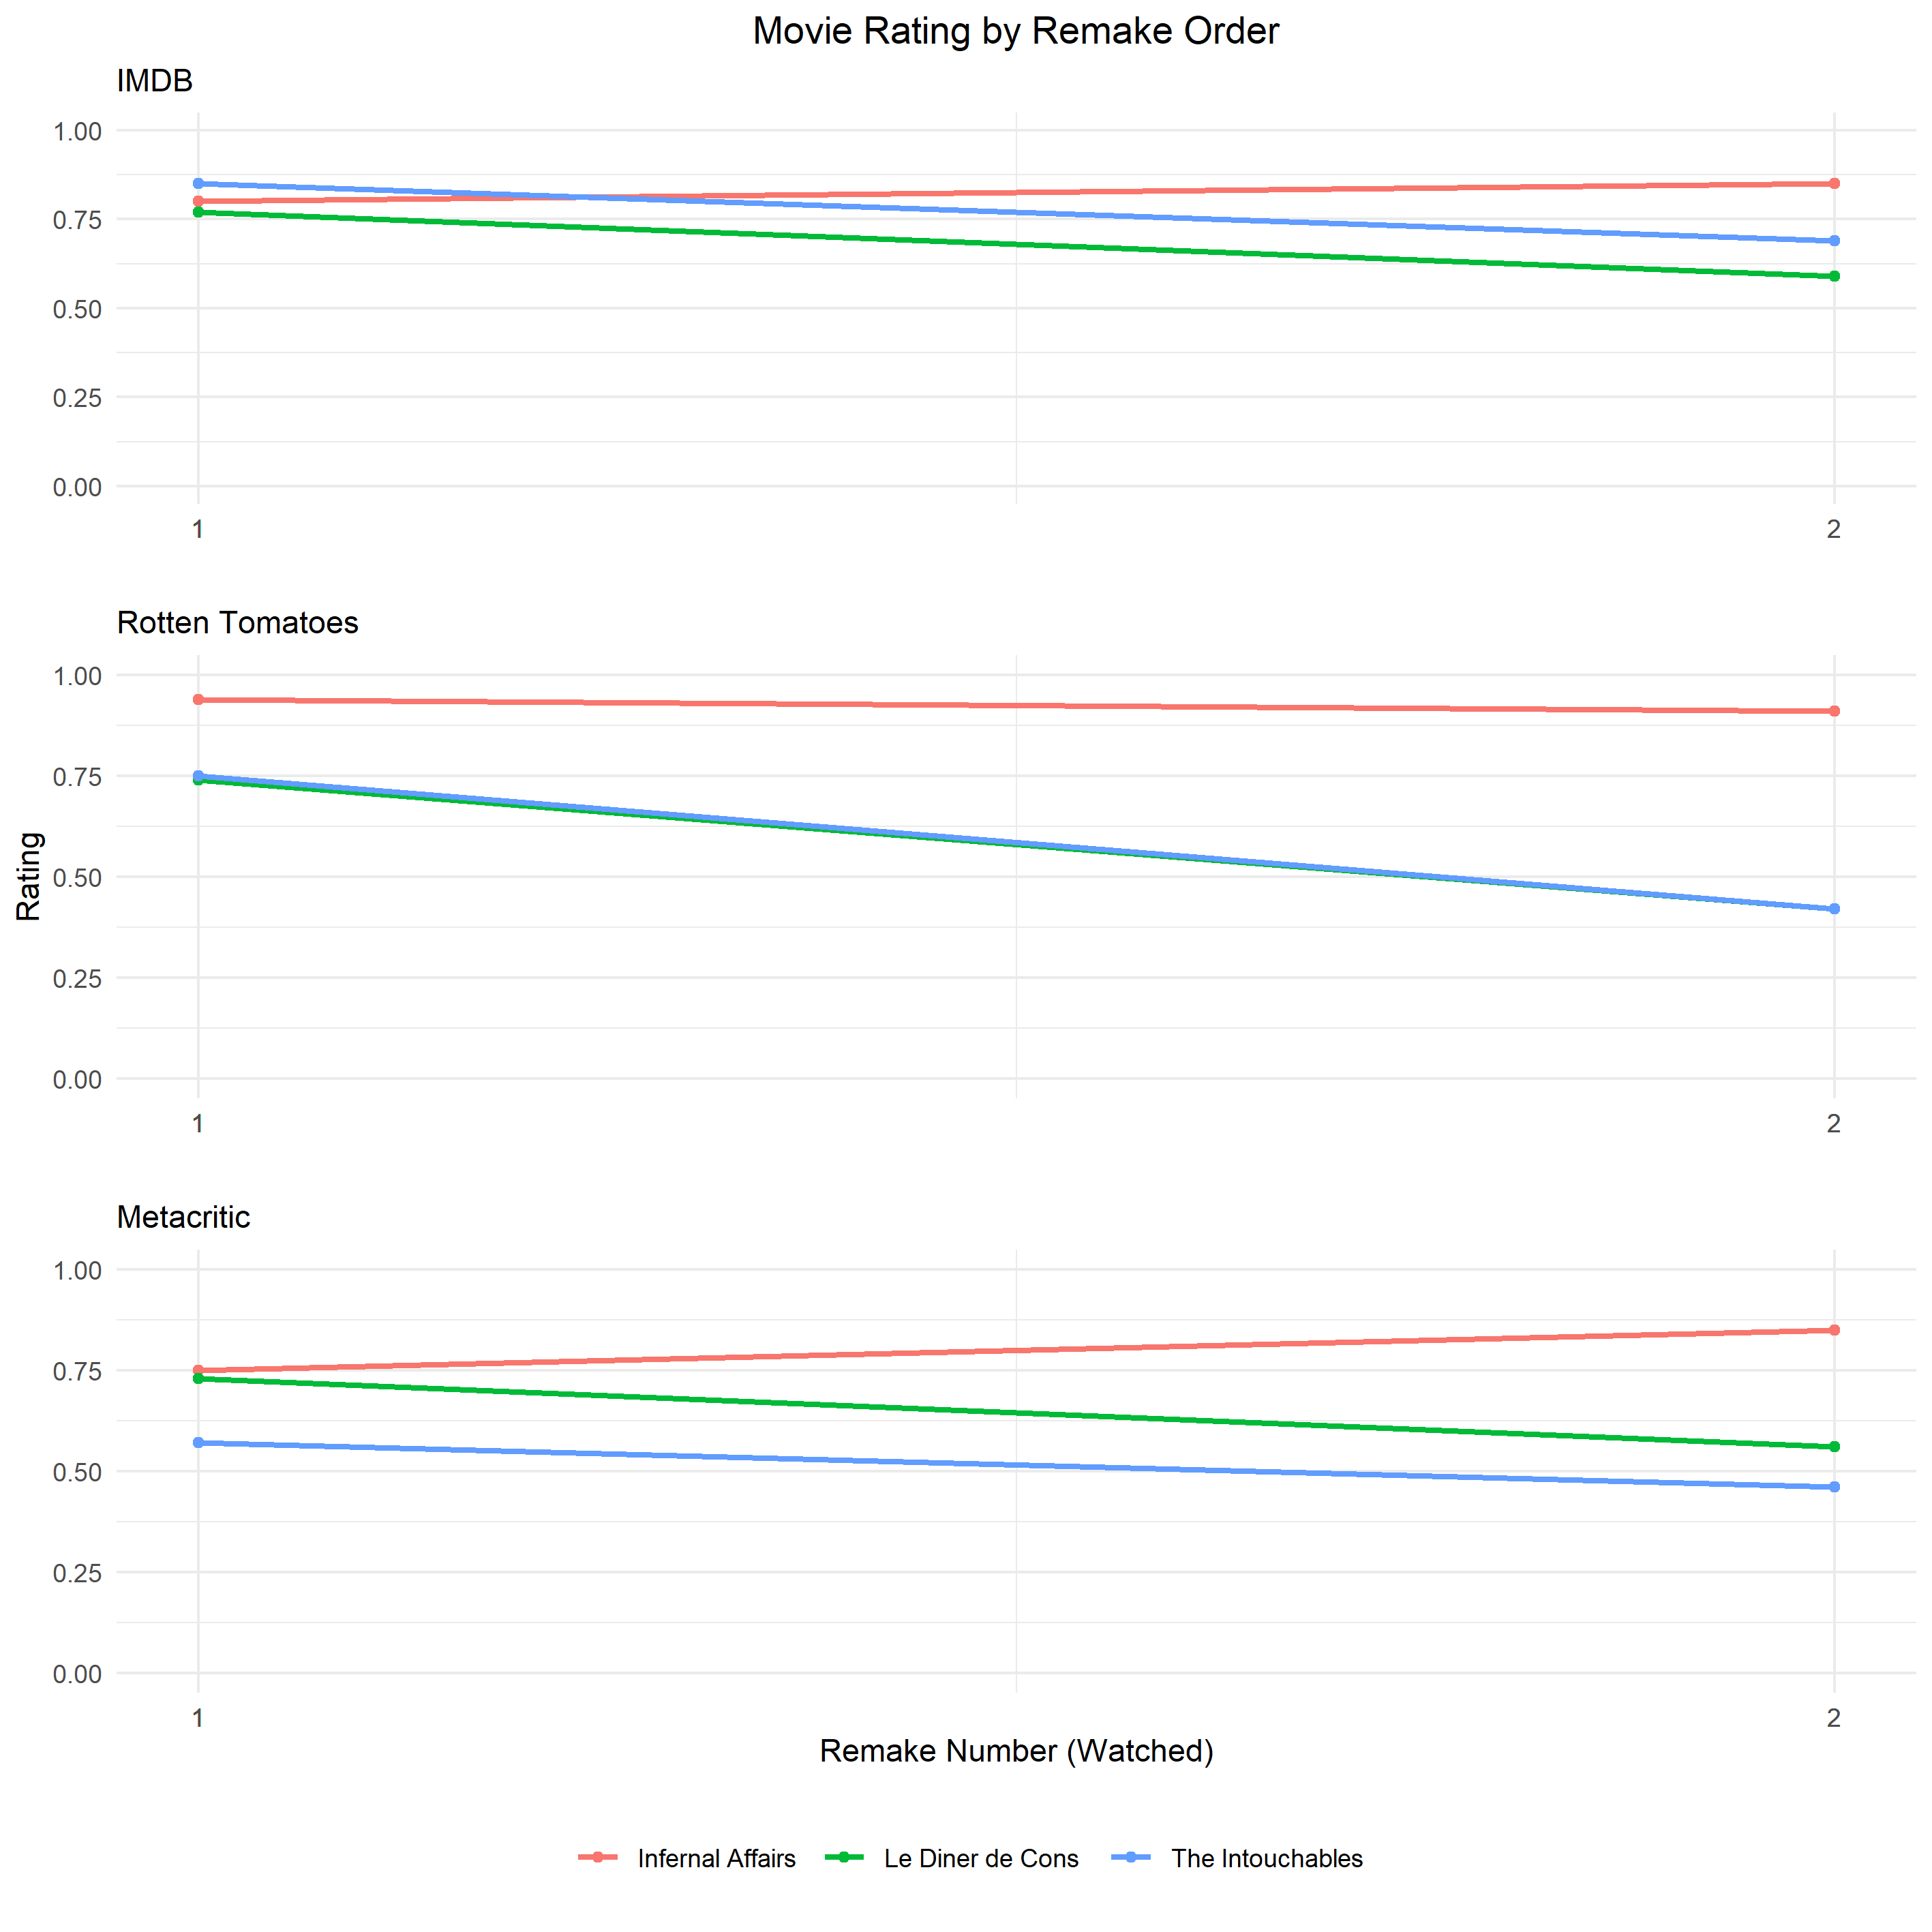 Movie Rating by Remake Order
IMDB
1.00
0.75
0.50
0.25
0.00
1 2
Rotten Tomatoes
1.00
0.75
0.50
0.25
0.00
1 2
Rating
Metacritic
1.00
0.75
0.50
0.25
0.00
1 2
Remake Number (Watched)
Infernal Affairs Le Diner de Cons The Intouchables